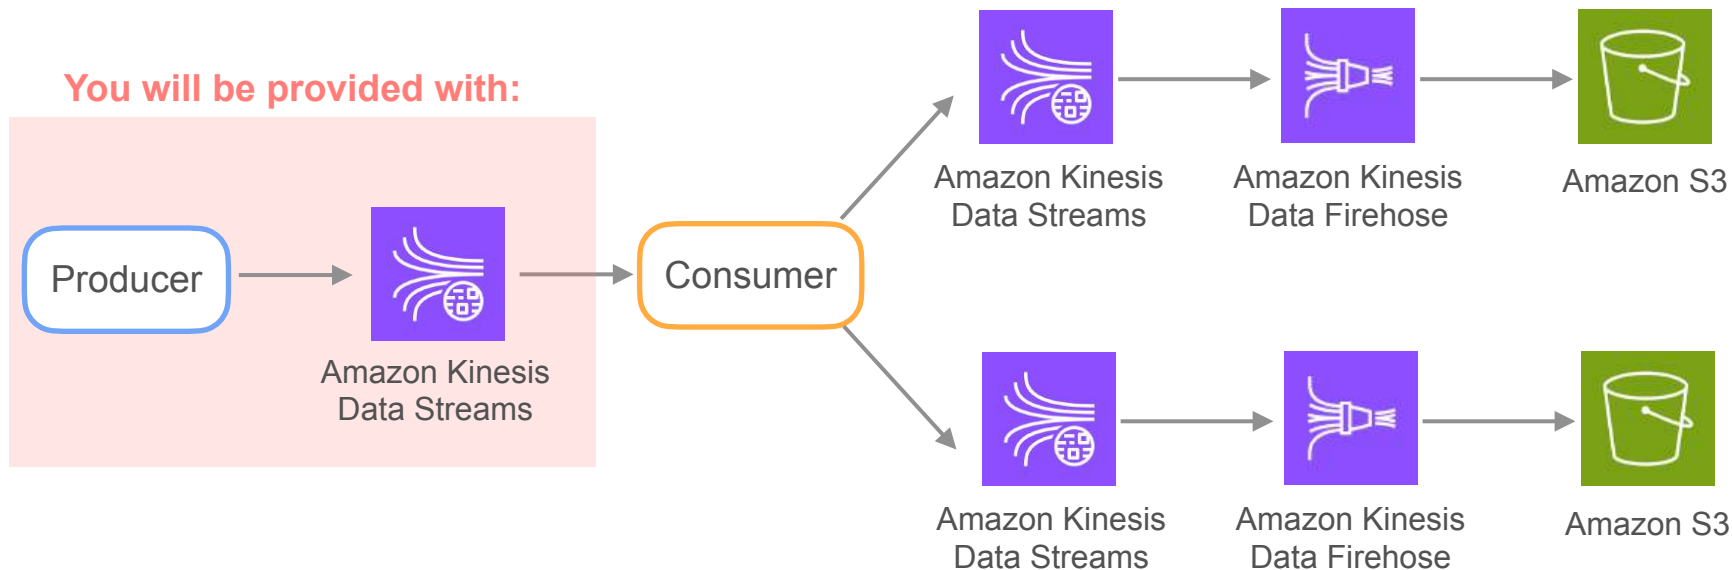 You will be provided with:
Producer
Amazon Kinesis
Data Streams
Consumer
Amazon Kinesis
Data Streams
Amazon Kinesis
Data Firehose
Amazon S3
Amazon Kinesis
Data Streams
Amazon Kinesis
Data Firehose
Amazon S3